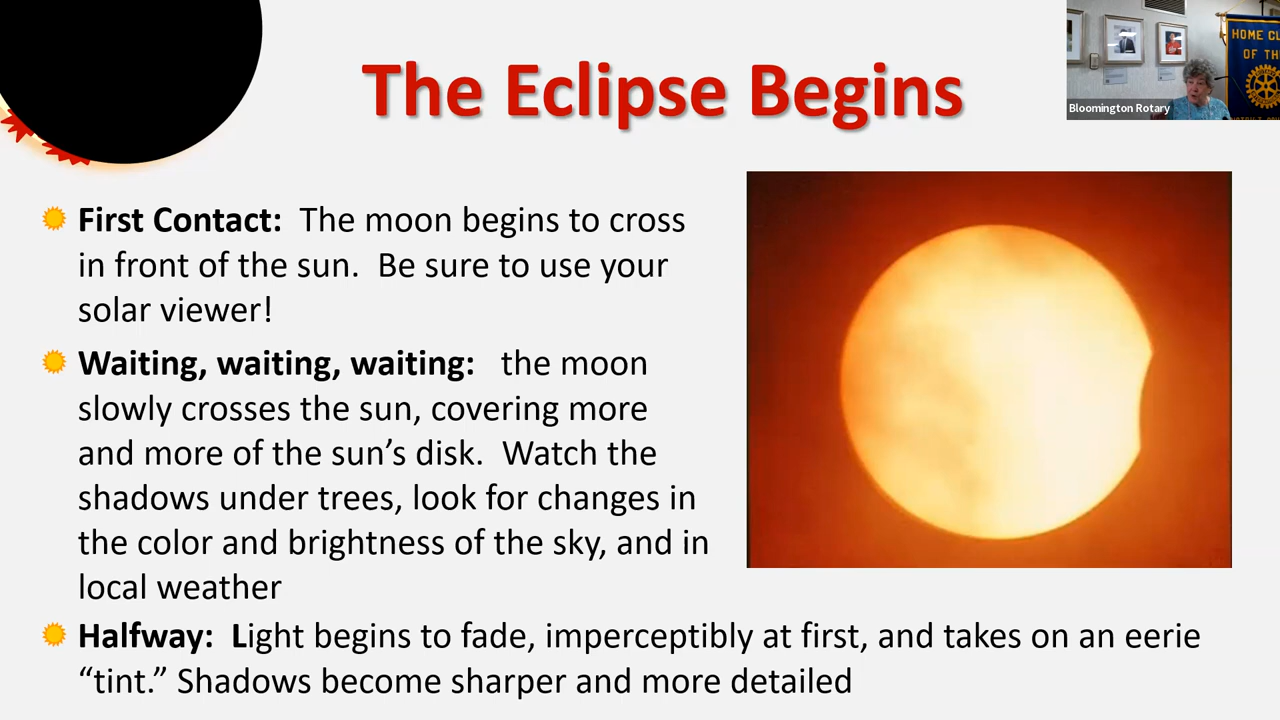 The Eclipse Begins
HOME CL
OF TH
Bloomington Rotary
First Contact:  The moon begins to cross
in front of the sun.  Be sure to use your
solar viewer!
Waiting, waiting, waiting:   the moon
slowly crosses the sun, covering more
and more of the sun’s disk.  Watch the
shadows under trees, look for changes in
the color and brightness of the sky, and in
local weather
Halfway:  Light begins to fade, imperceptibly at first, and takes on an eerie
“tint.” Shadows become sharper and more detailed